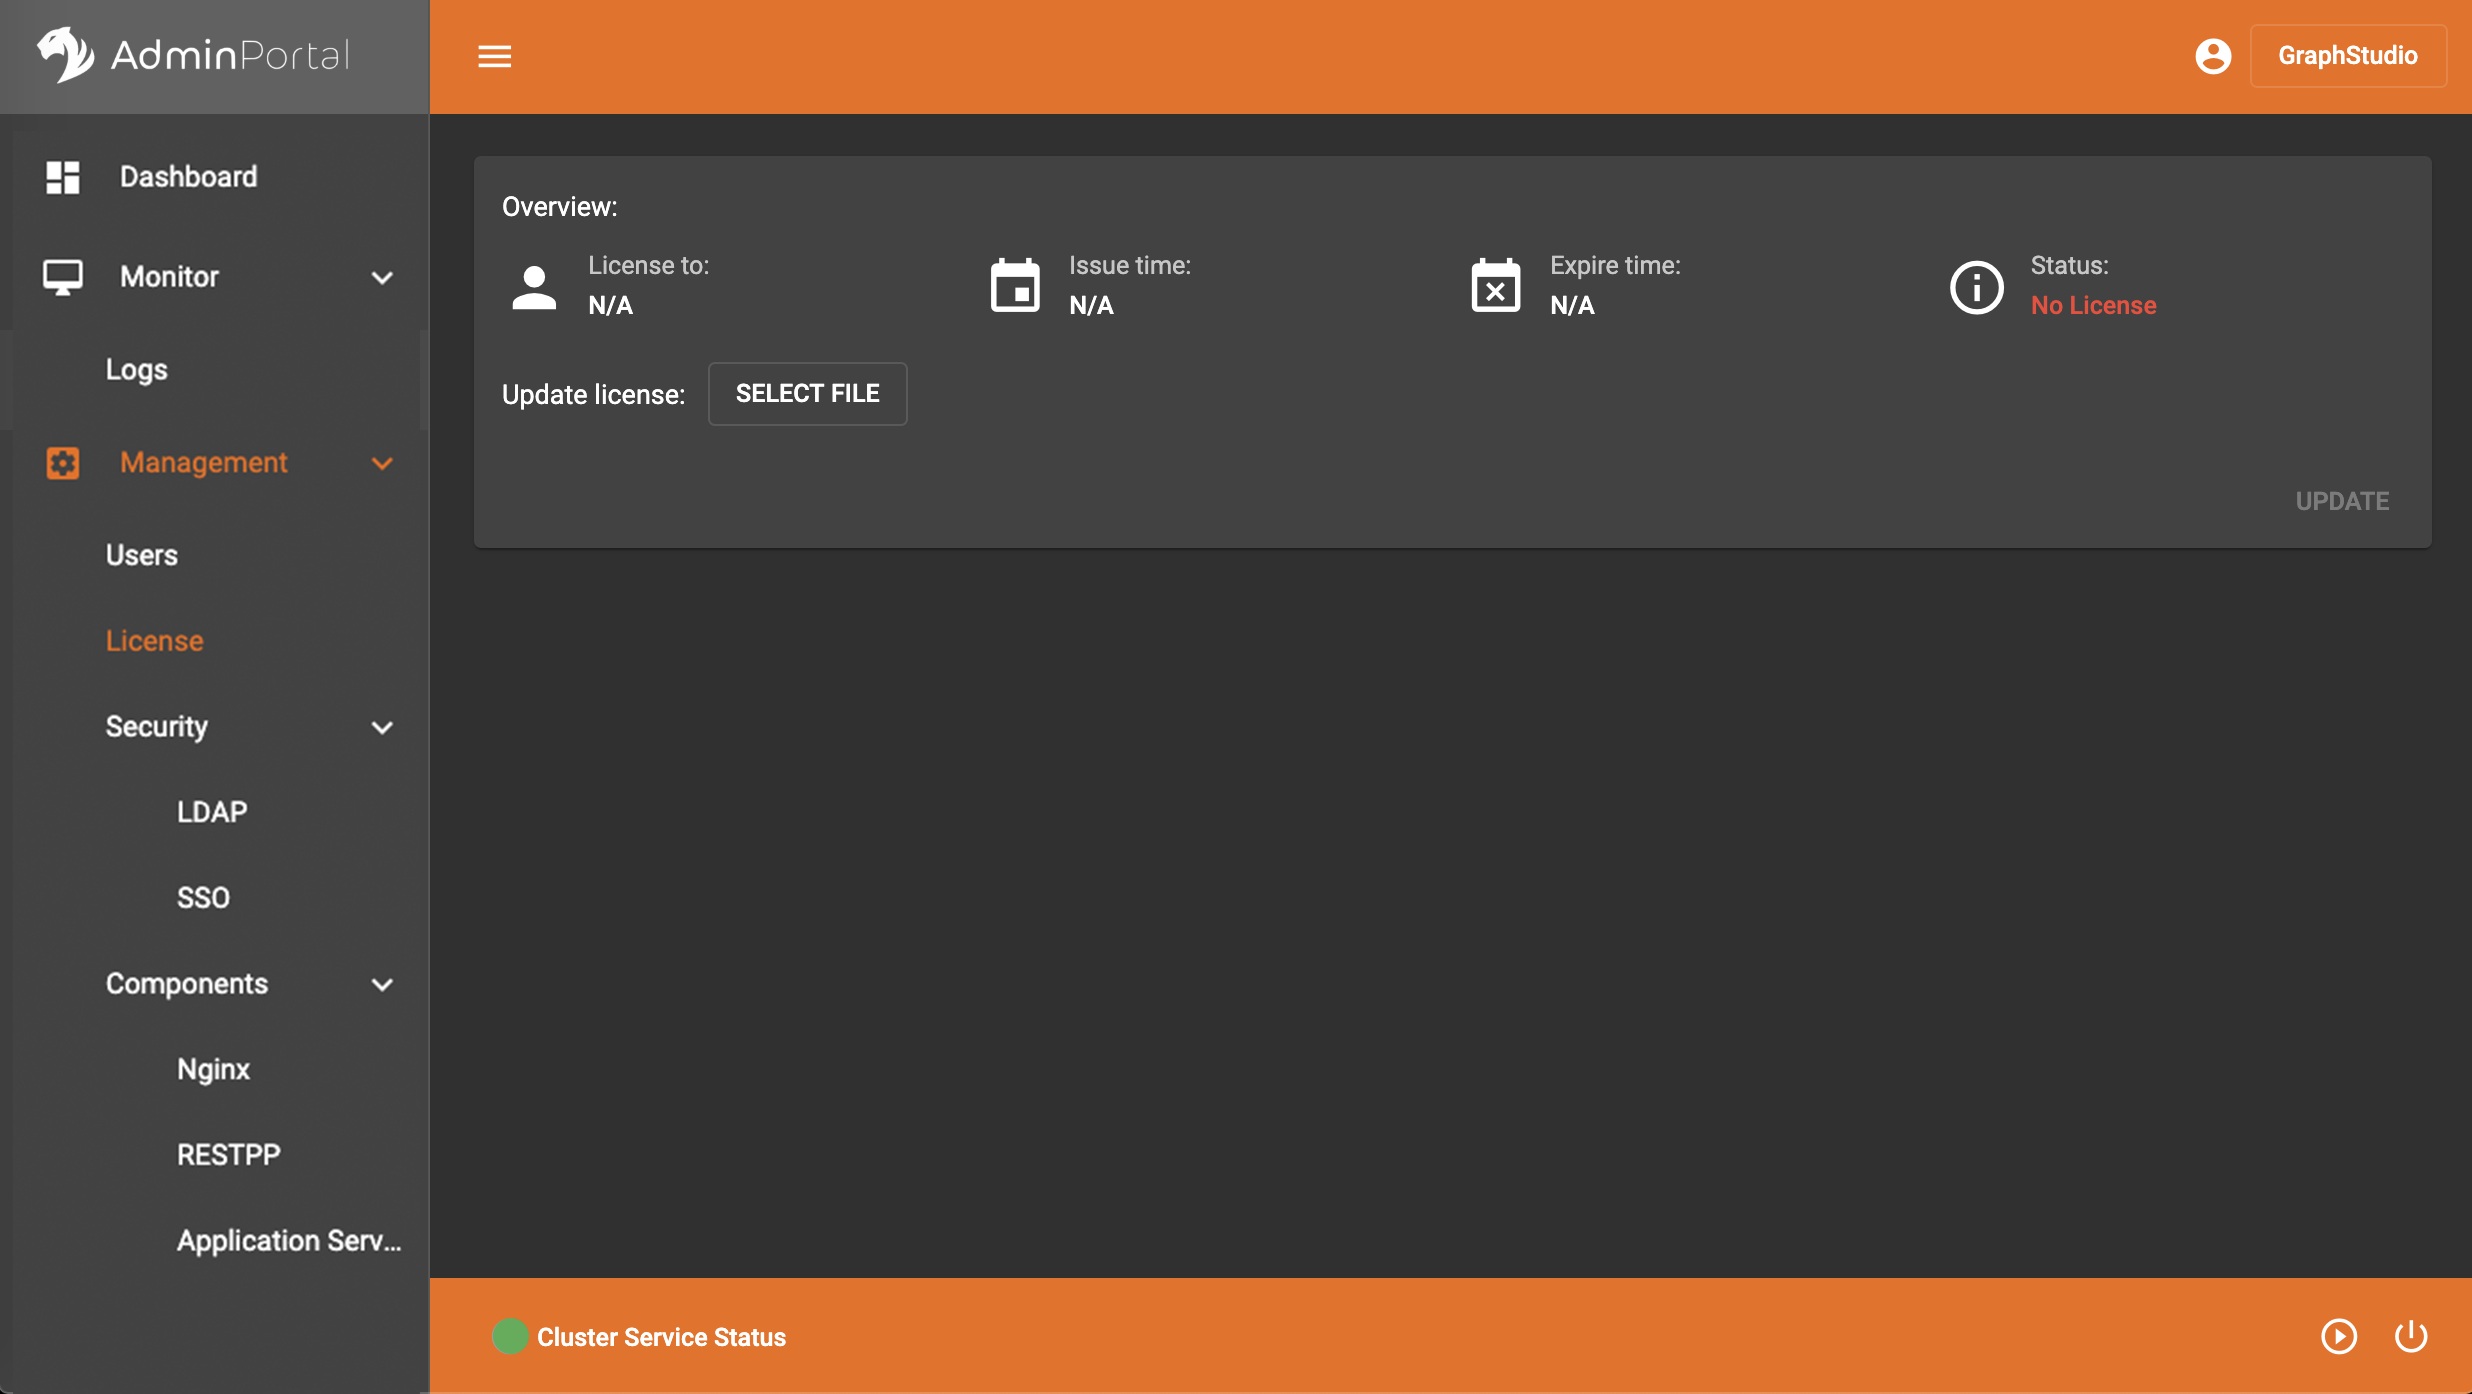 AdminPortal
GraphStudio
Dashboard
Monitor
Logs
Management
Users
License
Security
LDAP
SSO
Components
Nginx
RESTPP
Application Serv...
Overview:
License to:
N/A
Issue time:
N/A
Expire time:
N/A
Status:
No License
Update license:
SELECT FILE
UPDATE
Cluster Service Status